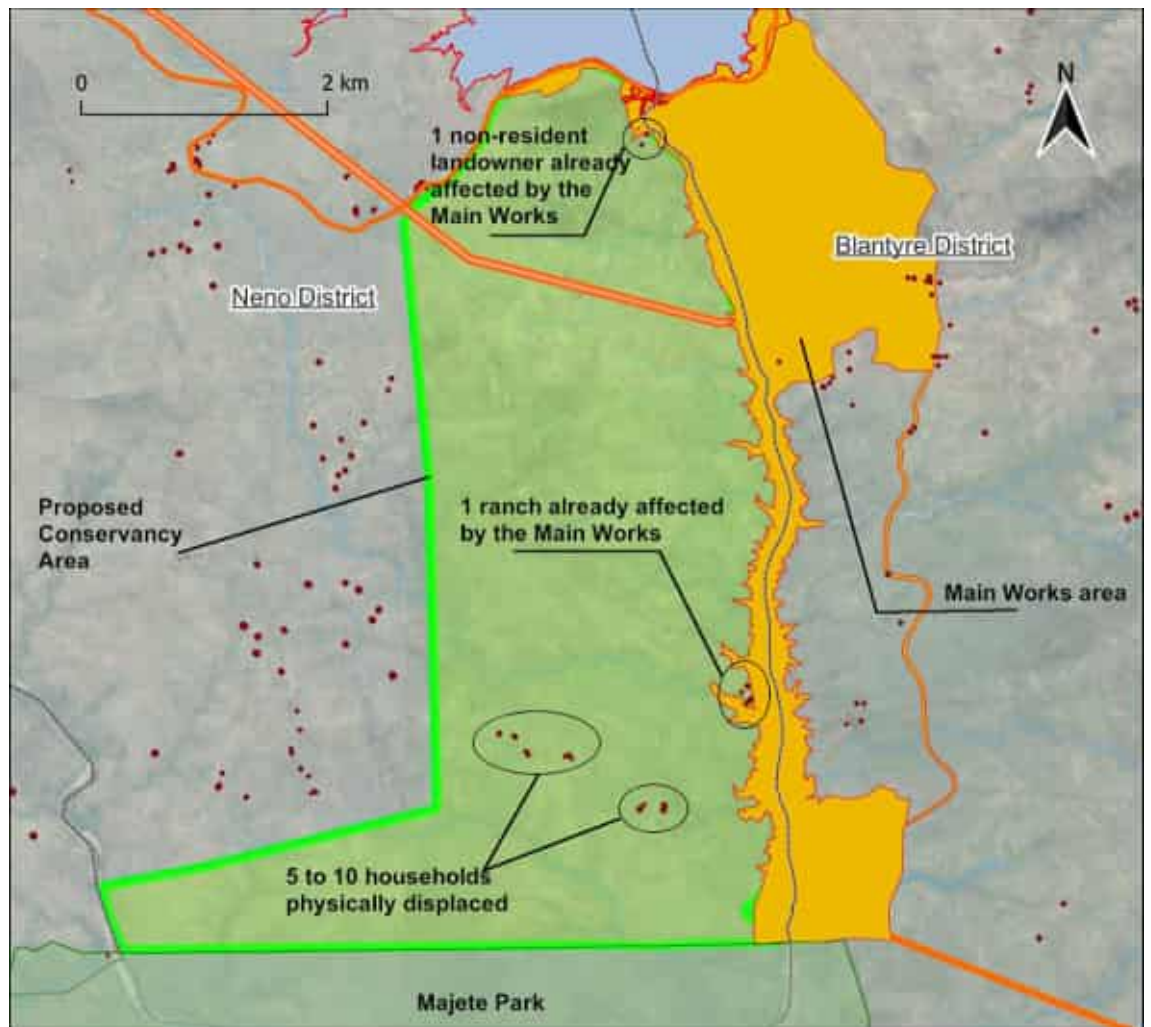 0 2 km
N
1 non-resident
landowner already
affected by the
Main Works
Blantyre District
Neno District
Proposed
Conservancy
Area
1 ranch already affected
by the Main Works
Main Works area
5 to 10 households
physically displaced
Majete Park